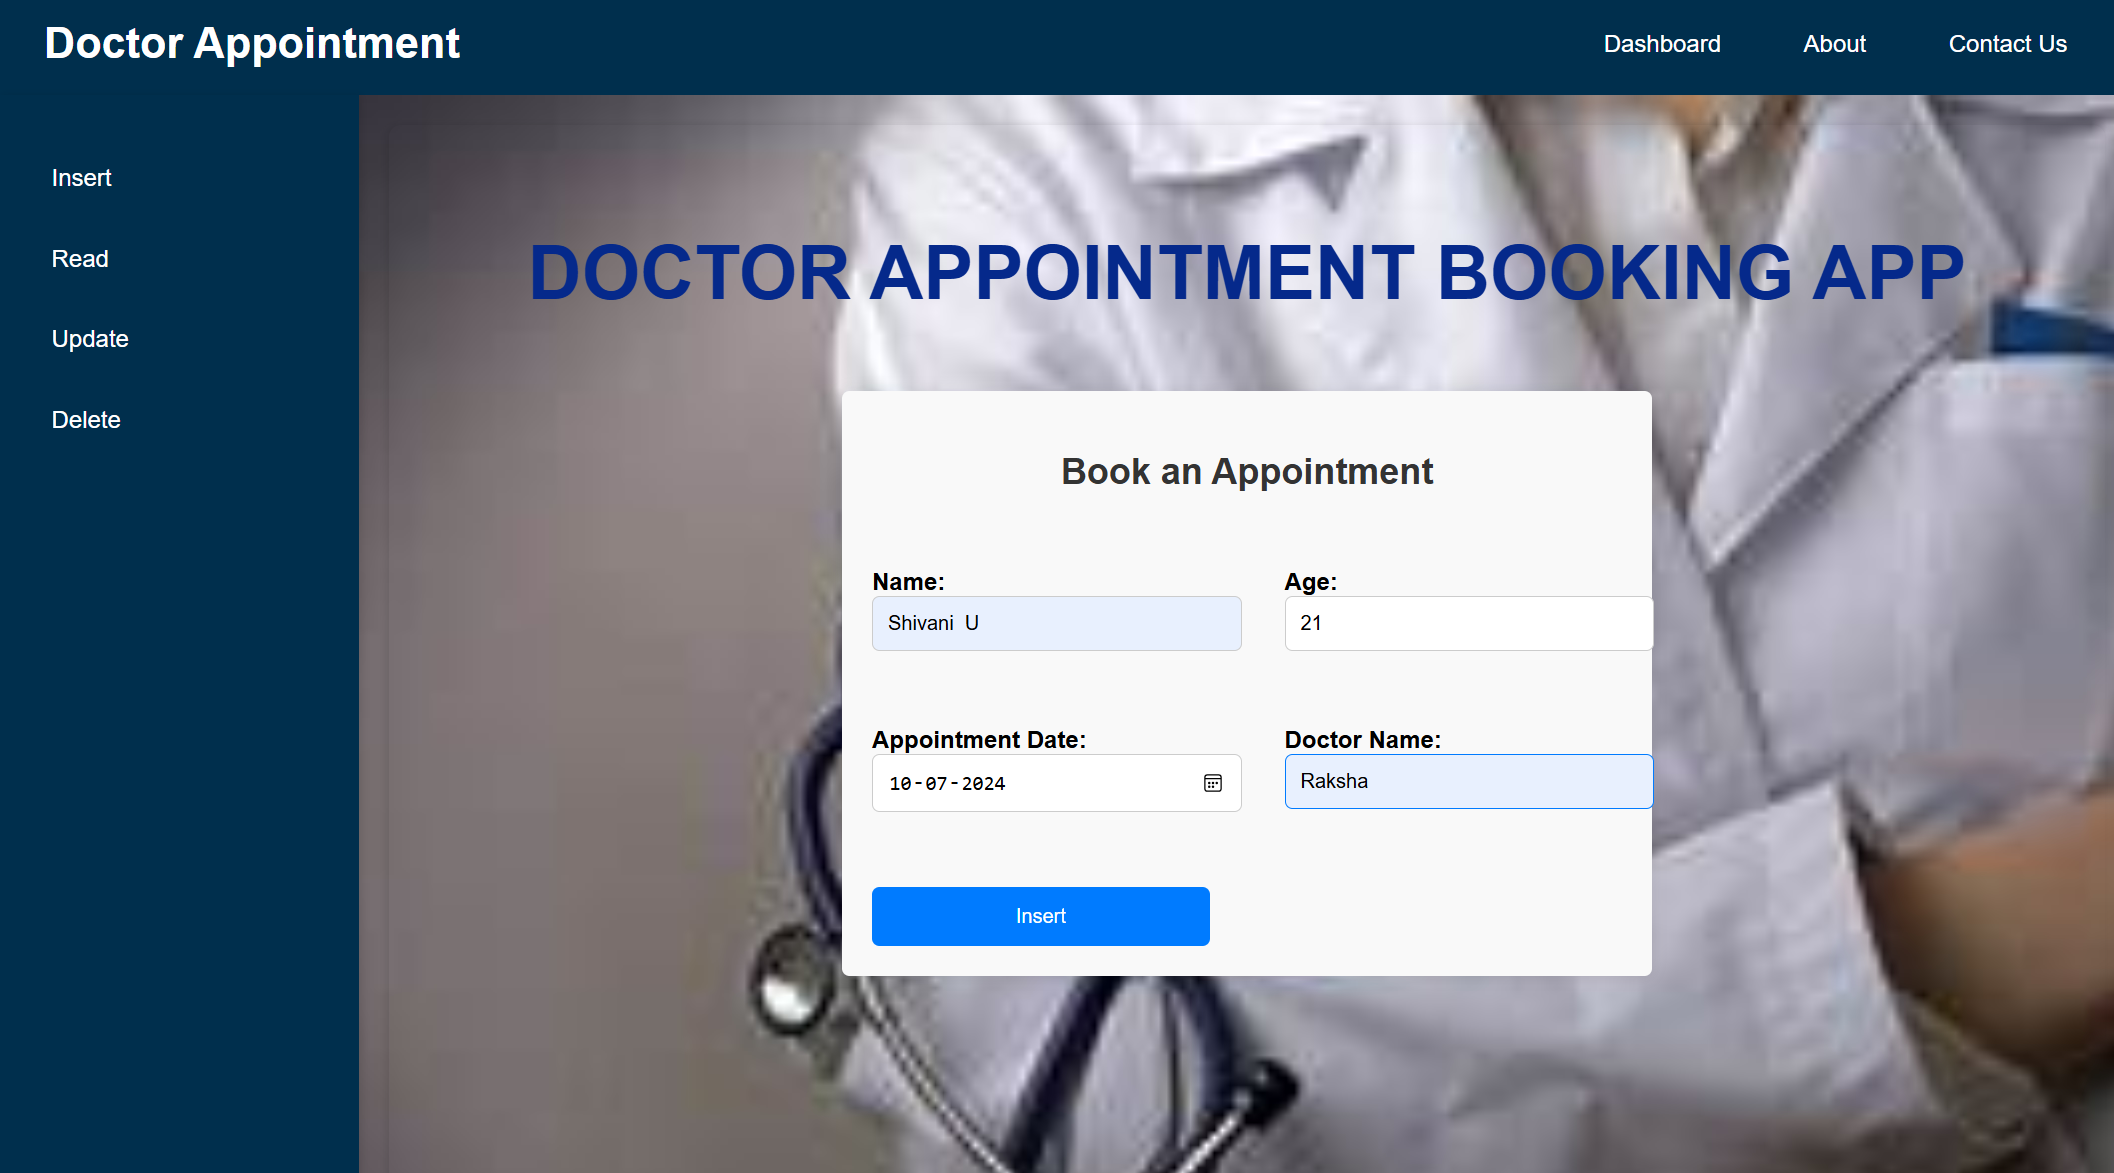 Doctor Appointment
Dashboard
About
Contact Us
Insert
Read
Update
Delete
DOCTOR APPOINTMENT BOOKING APP
Book an Appointment
Name:
Age:
Shivani  U
21
Appointment Date:
Doctor Name:
10-07-2024
Raksha
Insert